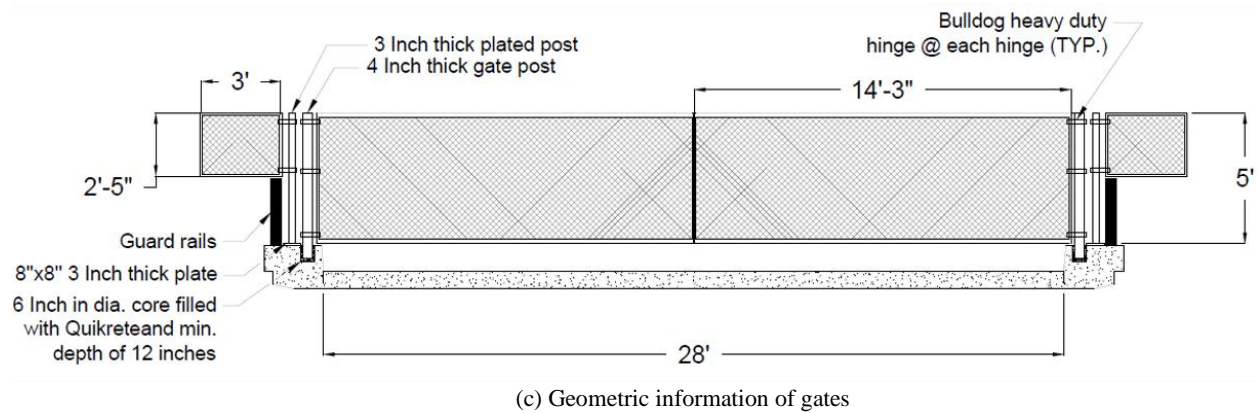 3 Inch thick plated post
4 Inch thick gate post
Bulldog heavy duty
hinge @ each hinge (TYP.)
3'
14'-3"
2'-5"
5'
Guard rails
8"x8" 3 Inch thick plate
6 Inch in dia. core filled
with Quikreteand min.
depth of 12 inches
28'
(c) Geometric information of gates